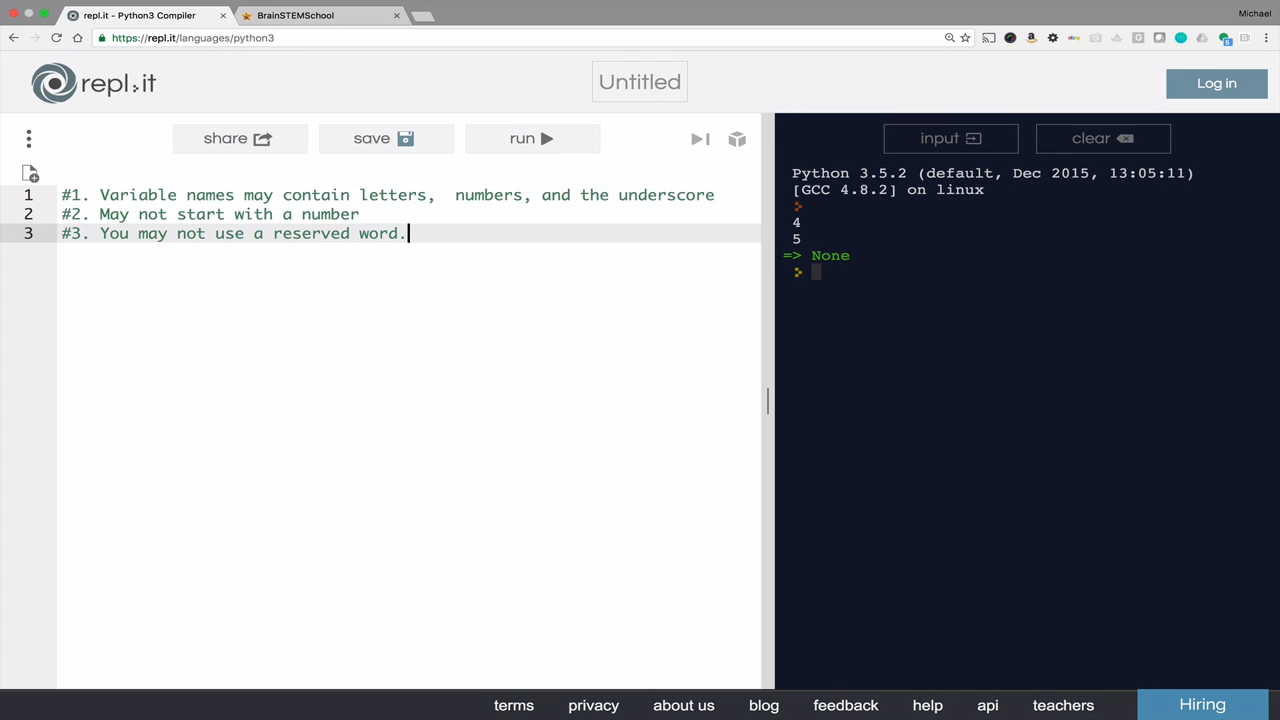 repl.it - Python3 Compiler
BrainSTEMSchool
Michael
https://repl.it/languages/python3
repl.it
Untitled
Log in
share
save
run
input
clear
1 #1. Variable names may contain letters,  numbers, and the underscore
2 #2. May not start with a number
3 #3. You may not use a reserved word.
Python 3.5.2 (default, Dec 2015, 13:05:11)
[GCC 4.8.2] on linux
4
5
=> None
terms
privacy
about us
blog
feedback
help
api
teachers
Hiring